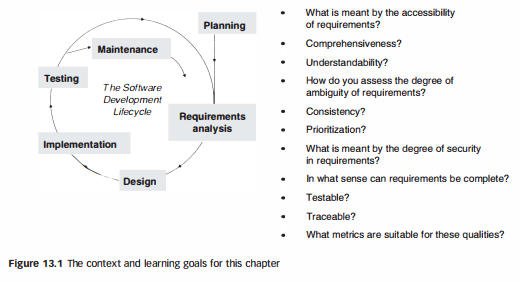 Planning
Maintenance
Testing
The Software
Development
Lifecycle
Requirements
analysis
Implementation
Design
• What is meant by the accessibility
of requirements?
• Comprehensiveness?
• Understandability?
• How do you assess the degree of
ambiguity of requirements?
• Consistency?
• Prioritization?
• What is meant by the degree of security
in requirements?
• In what sense can requirements be complete?
• Testable?
• Traceable?
• What metrics are suitable for these qualities?
Figure 13.1 The context and learning goals for this chapter